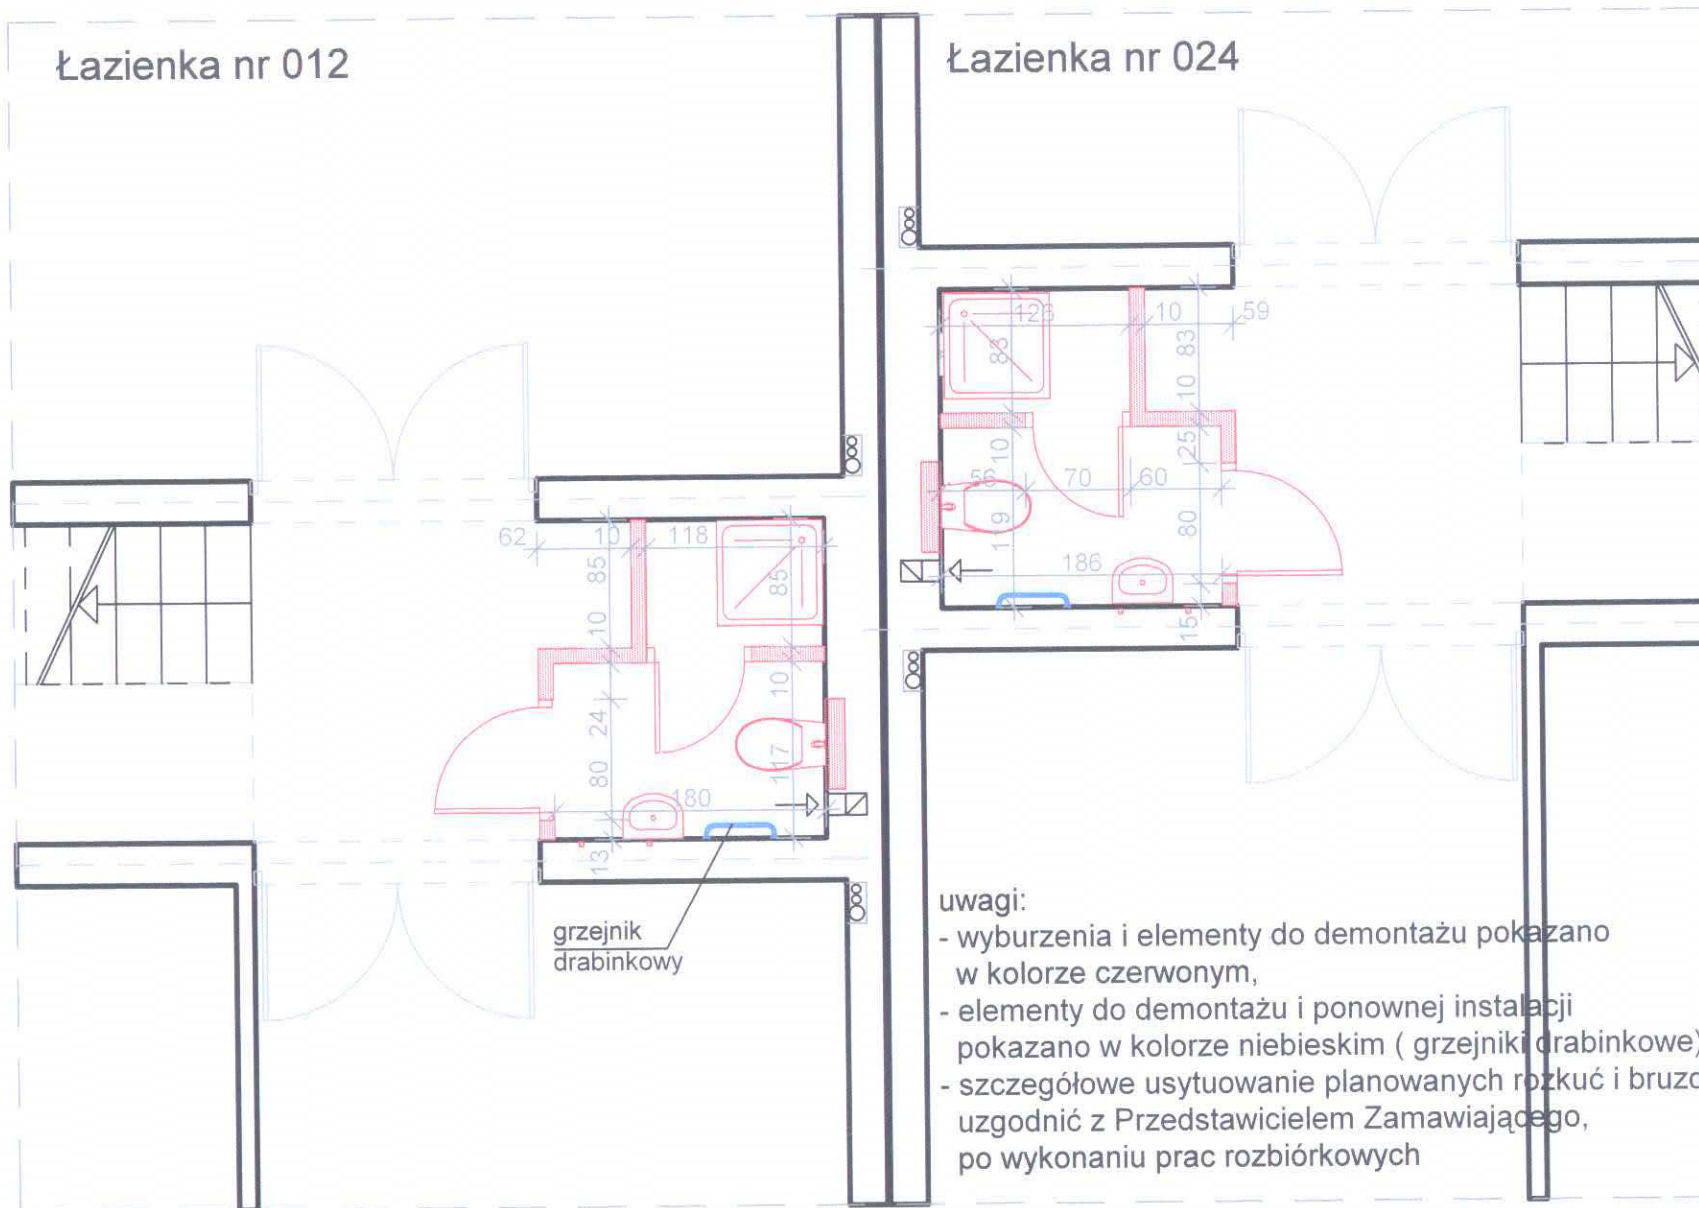 Łazienka nr 012
Łazienka nr 024
126
10
59
83
83
10
10
25
56
70
60
119
80
186
15
62
10
118
85
85
10
10
24
80
117
180
13
grzejnik
drabinkowy
uwagi:
- wyburzenia i elementy do demontażu pokazano
w kolorze czerwonym,
- elementy do demontażu i ponownej instalacji
pokazano w kolorze niebieskim ( grzejniki drabinkowe)
- szczegółowe usytuowanie planowanych rozkuć i bruzd
uzgodnić z Przedstawicielem Zamawiającego,
po wykonaniu prac rozbiórkowych